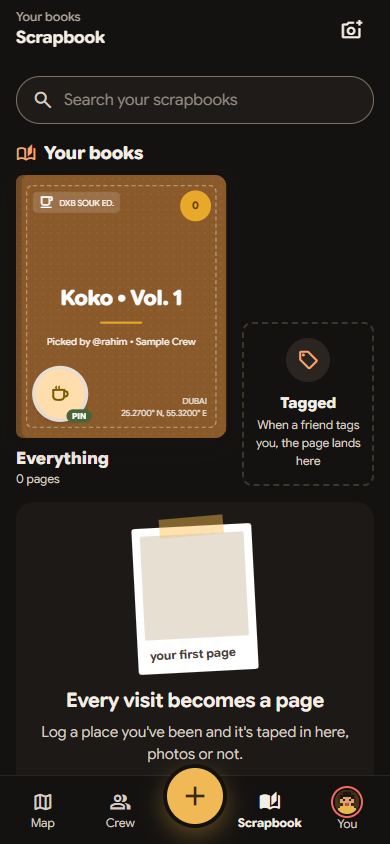 Your books
Scrapbook
Search your scrapbooks
Your books
DXB SOUK ED.
0
Koko • Vol. 1
Picked by @rahim • Sample Crew
PIN
DUBAI
25.2700° N, 55.3200° E
Everything
0 pages
Tagged
When a friend tags
you, the page lands
here
your first page
Every visit becomes a page
Log a place you've been and it's taped in here,
photos or not.
Map
Crew
Scrapbook
You